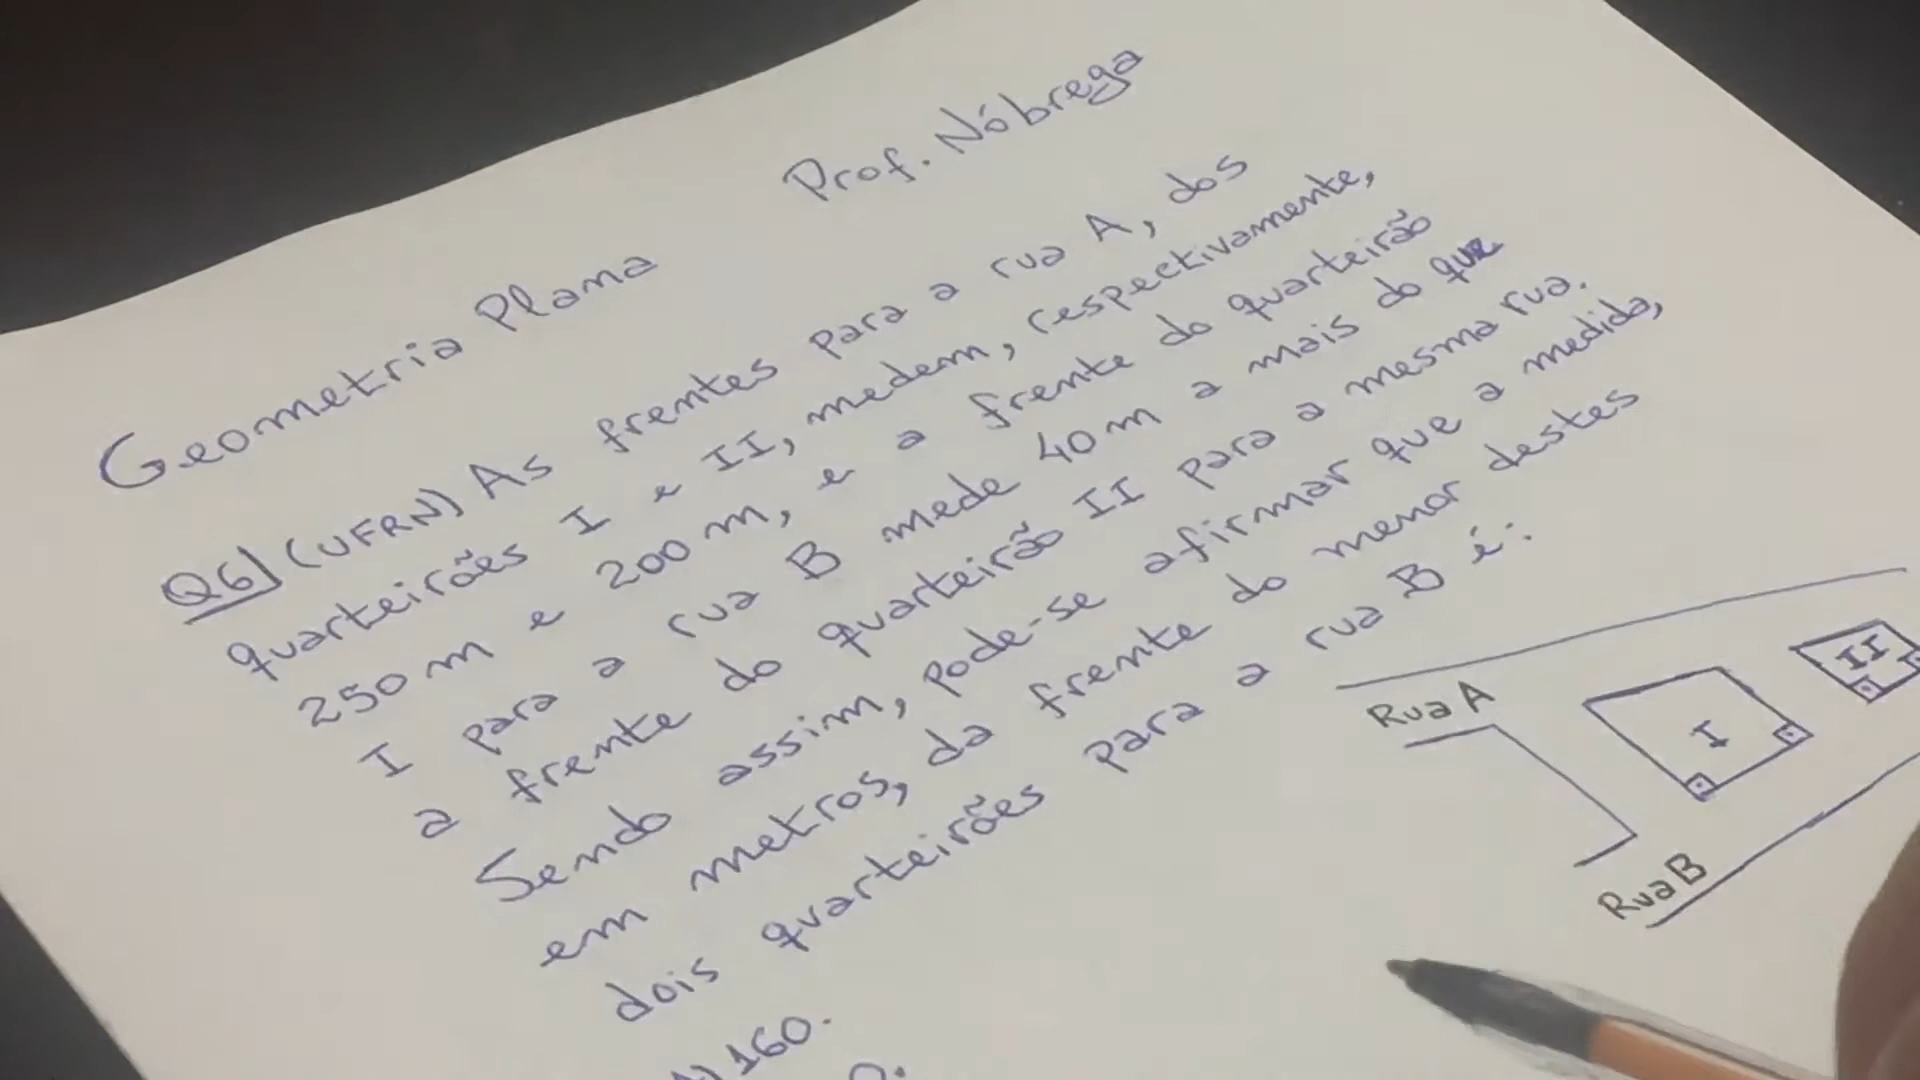 Geometria Plana Prof. Nóbrega
Q6) (UFRN) As frentes para a rua A, dos
quarteirões I e II, medem, respectivamente,
250 m e 200 m, e a frente do quarteirão
I para a rua B mede 40 m a mais do que
a frente do quarteirão II para a mesma rua.
Sendo assim, pode-se afirmar que a medida,
em metros, da frente do menor destes
dois quarteirões para a rua B é:
160.
Rua A
I
II
Rua B